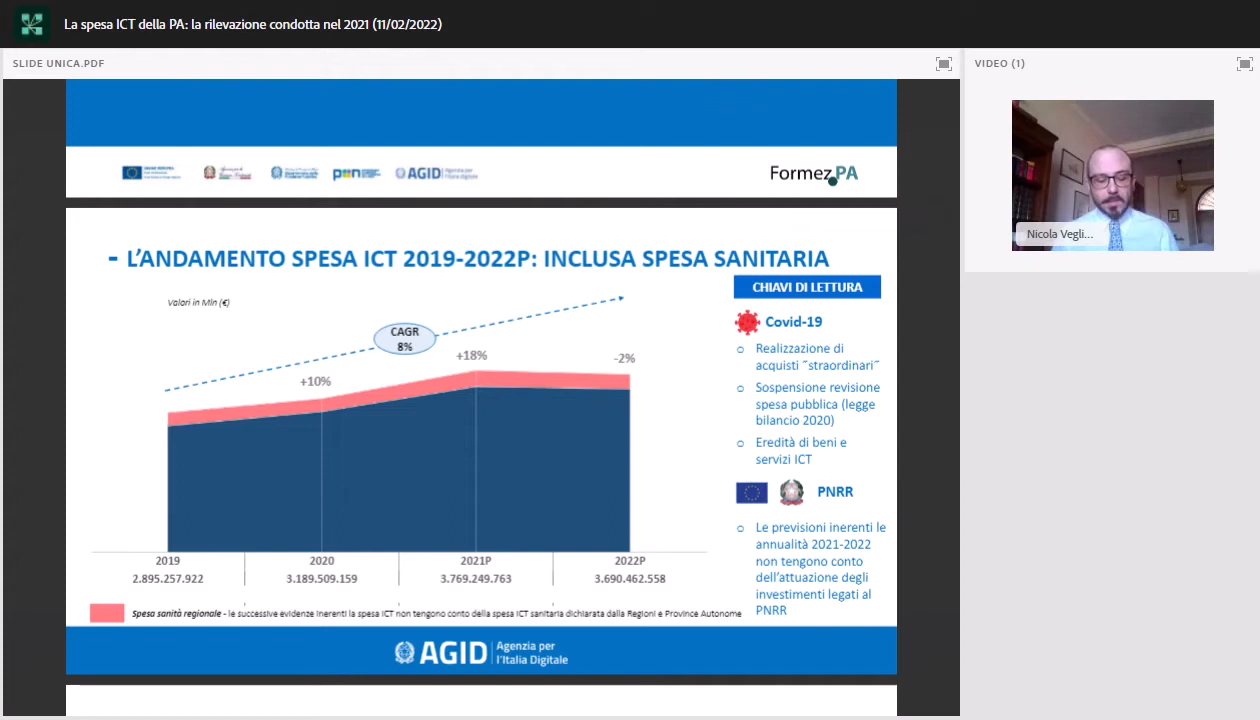 La spesa ICT della PA: la rilevazione condotta nel 2021 (11/02/2022)
SLIDE UNICA.PDF
VIDEO (1)
AGID
Formez PA
- L'ANDAMENTO SPESA ICT 2019-2022P: INCLUSA SPESA SANITARIA
Valori in Mln (€)
CAGR
8%
+10%
+18%
-2%
2019
2020
2021P
2022P
2.895.257.922
3.189.509.159
3.769.249.763
3.690.462.558
Spesa sanità regionale - le successive evidenze inerenti la spesa ICT non tengono conto della spesa ICT sanitaria dichiarata dalla Regioni e Province Autonome
CHIAVI DI LETTURA
Covid-19
o Realizzazione di
acquisti ˝straordinari˝
o Sospensione revisione
spesa pubblica (legge
bilancio 2020)
o Eredità di beni e
servizi ICT
PNRR
o Le previsioni inerenti le
annualità 2021-2022
non tengono conto
dell'attuazione degli
investimenti legati al
PNRR
AGID Agenzia per
l'Italia Digitale
Nicola Vegli...